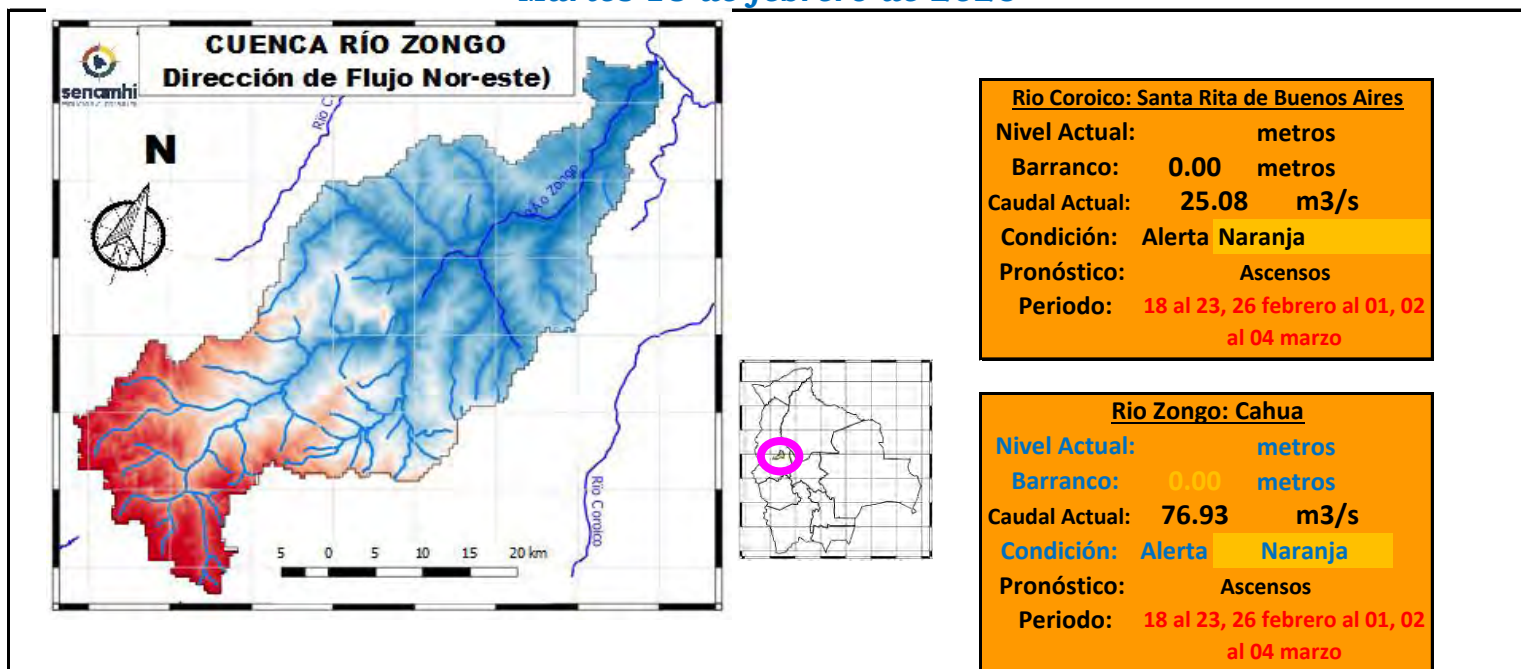 CUENCA RÍO ZONGO
Dirección de Flujo Nor-este)
senamhi
N
Río Zongo
Río Coroico
5 0 5 10 15 20 km
Rio Coroico: Santa Rita de Buenos Aires
Nivel Actual: metros
Barranco: 0.00 metros
Caudal Actual: 25.08 m3/s
Condición: Alerta Naranja
Pronóstico: Ascensos
Periodo: 18 al 23, 26 febrero al 01, 02
al 04 marzo
Rio Zongo: Cahua
Nivel Actual: metros
Barranco: 0.00 metros
Caudal Actual: 76.93 m3/s
Condición: Alerta Naranja
Pronóstico: Ascensos
Periodo: 18 al 23, 26 febrero al 01, 02
al 04 marzo